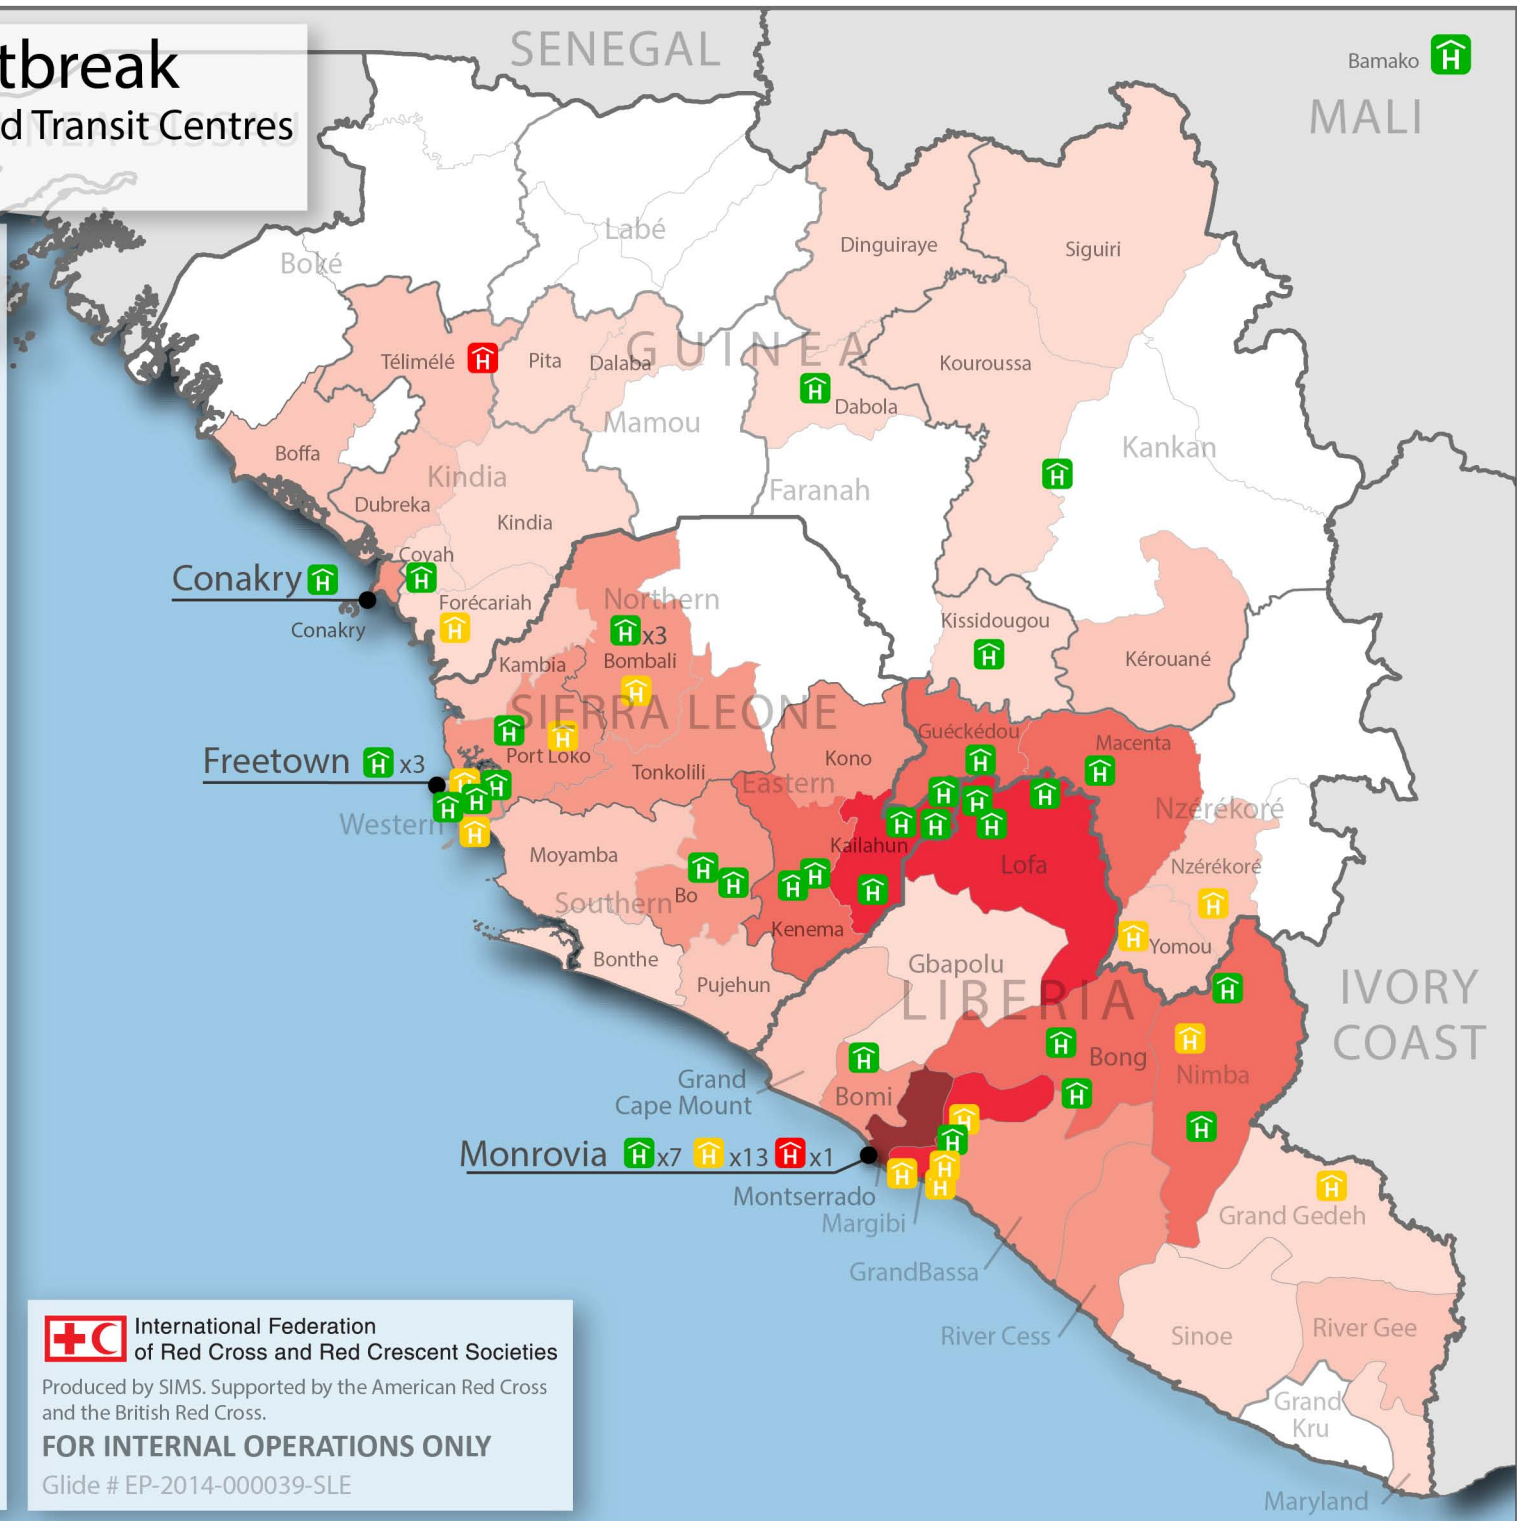 tbreak
d Transit Centres
INEA-BISSAU
SENEGAL
Bamako H
MALI
Labé
Boké
Dinguiraye
Siguiri
GUINEA
Télimélé H
Pita
Dalaba
Kouroussa
H
Dabola
Mamou
Kankan
Boffa
Kindia
Faranah
H
Dubreka
Kindia
Coyah
Conakry H
H
Forécariah
Conakry
H
Northern
H x3
Kissidougou
H
Kambia
Bombali
Kérouané
H
SIERRA LEONE
H
H
Port Loko
Guéckédou
Macenta
H
H
Freetown H x3
Tonkolili
Kono
Eastern
Nzérékoré
H
H
H
H
H
Western
H
H
H
H
H
H
H
Moyamba
Kailahun
Lofa
Nzérékoré
H
H
Bo
H
H
H
Southern
Kenema
H
H
Yomou
Bonthe
Pujehun
Gbapolu
LIBERIA
H
IVORY
COAST
H
H
H
Bong
Nimba
Grand
Cape Mount
Bomi
H
H
H
H
Monrovia H x7 H x13 H x1
H
H
H
Montserrado
Margibi
H
Grand Gedeh
GrandBassa
River Cess
Sinoe
River Gee
Grand
Kru
Maryland
International Federation
of Red Cross and Red Crescent Societies
Produced by SIMS. Supported by the American Red Cross
and the British Red Cross.
FOR INTERNAL OPERATIONS ONLY
Glide # EP-2014-000039-SLE